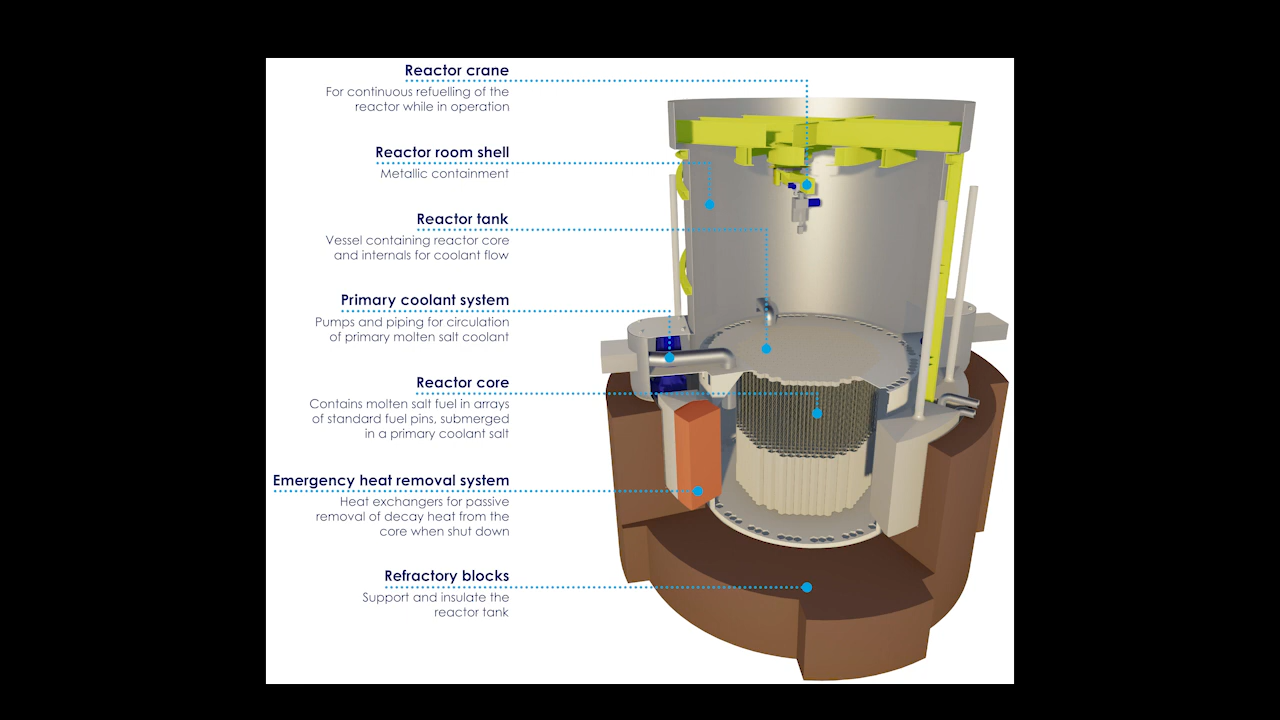 Reactor crane
For continuous refuelling of the
reactor while in operation
Reactor room shell
Metallic containment
Reactor tank
Vessel containing reactor core
and internals for coolant flow
Primary coolant system
Pumps and piping for circulation
of primary molten salt coolant
Reactor core
Contains molten salt fuel in arrays
of standard fuel pins, submerged
in a primary coolant salt
Emergency heat removal system
Heat exchangers for passive
removal of decay heat from the
core when shut down
Refractory blocks
Support and insulate the
reactor tank